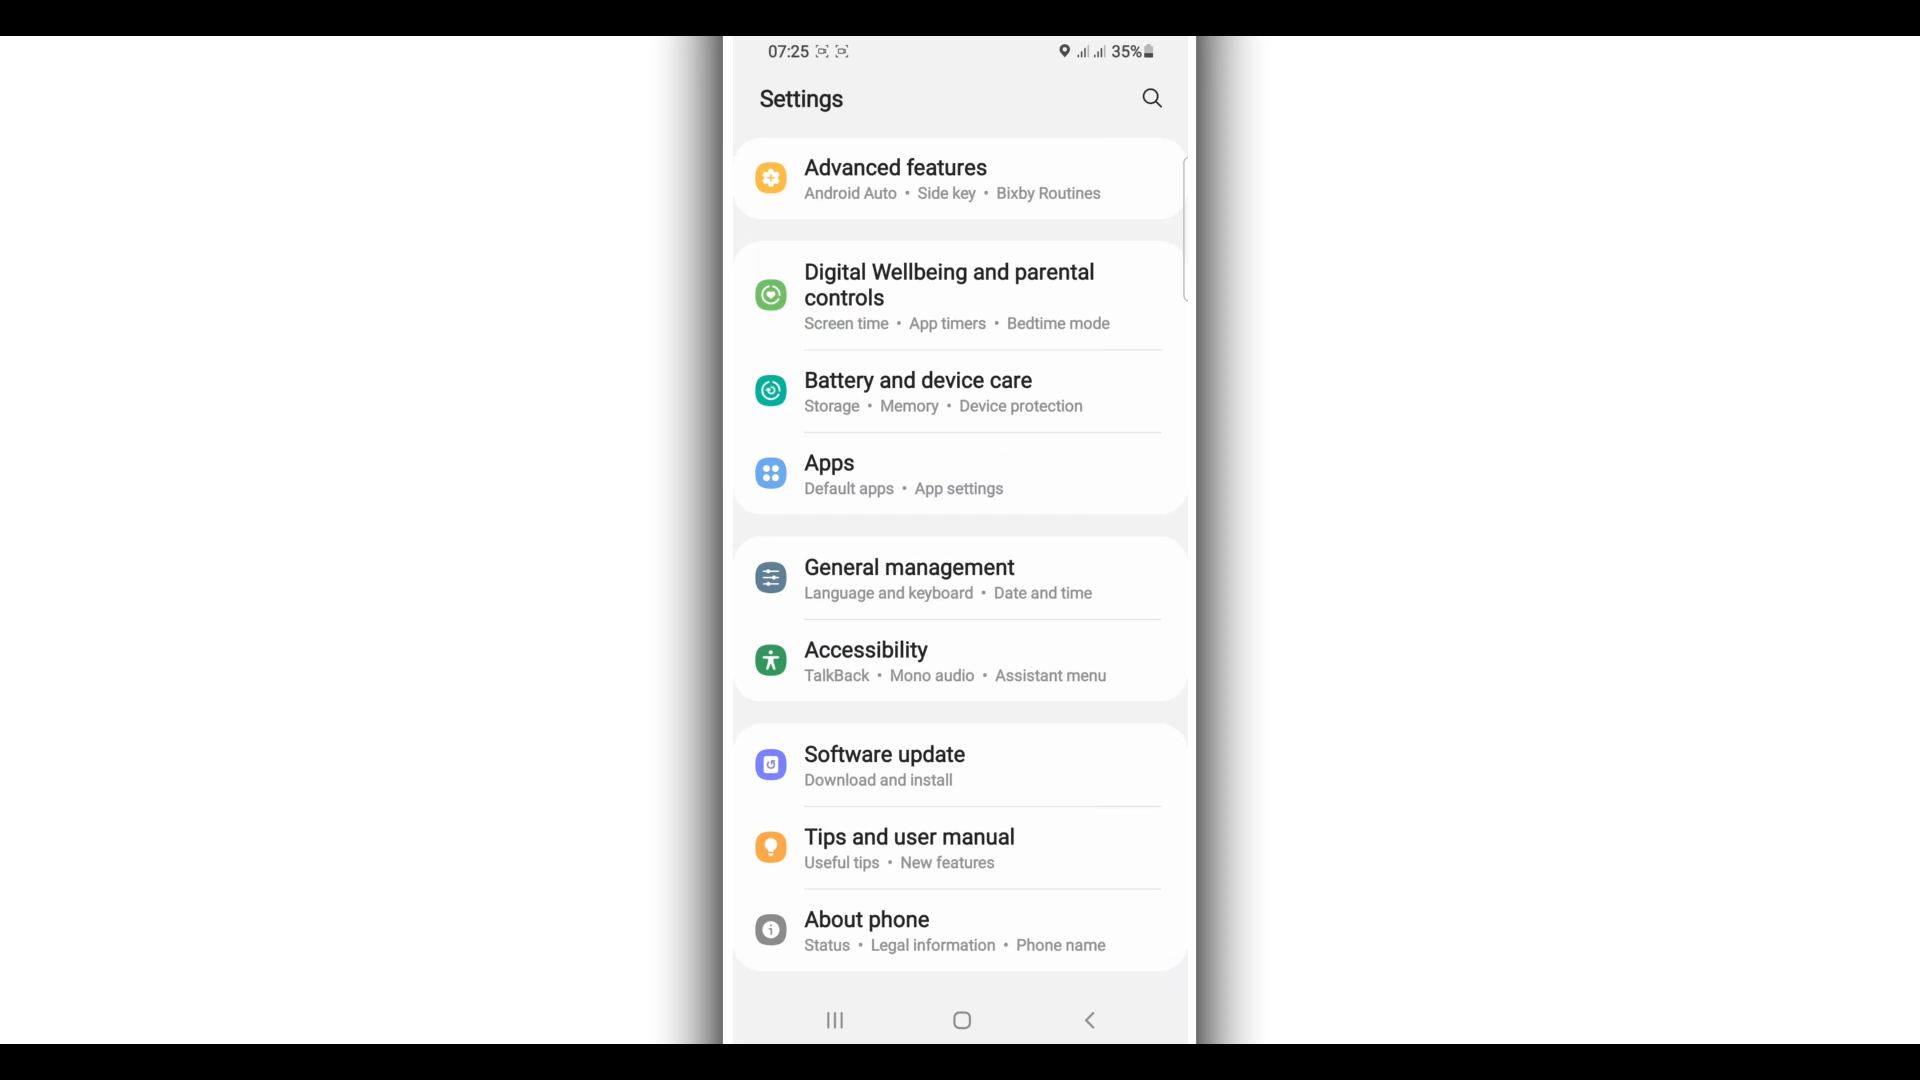 07:25 35%
Settings
Advanced features
Android Auto • Side key • Bixby Routines
Digital Wellbeing and parental
controls
Screen time • App timers • Bedtime mode
Battery and device care
Storage • Memory • Device protection
Apps
Default apps • App settings
General management
Language and keyboard • Date and time
Accessibility
TalkBack • Mono audio • Assistant menu
Software update
Download and install
Tips and user manual
Useful tips • New features
About phone
Status • Legal information • Phone name